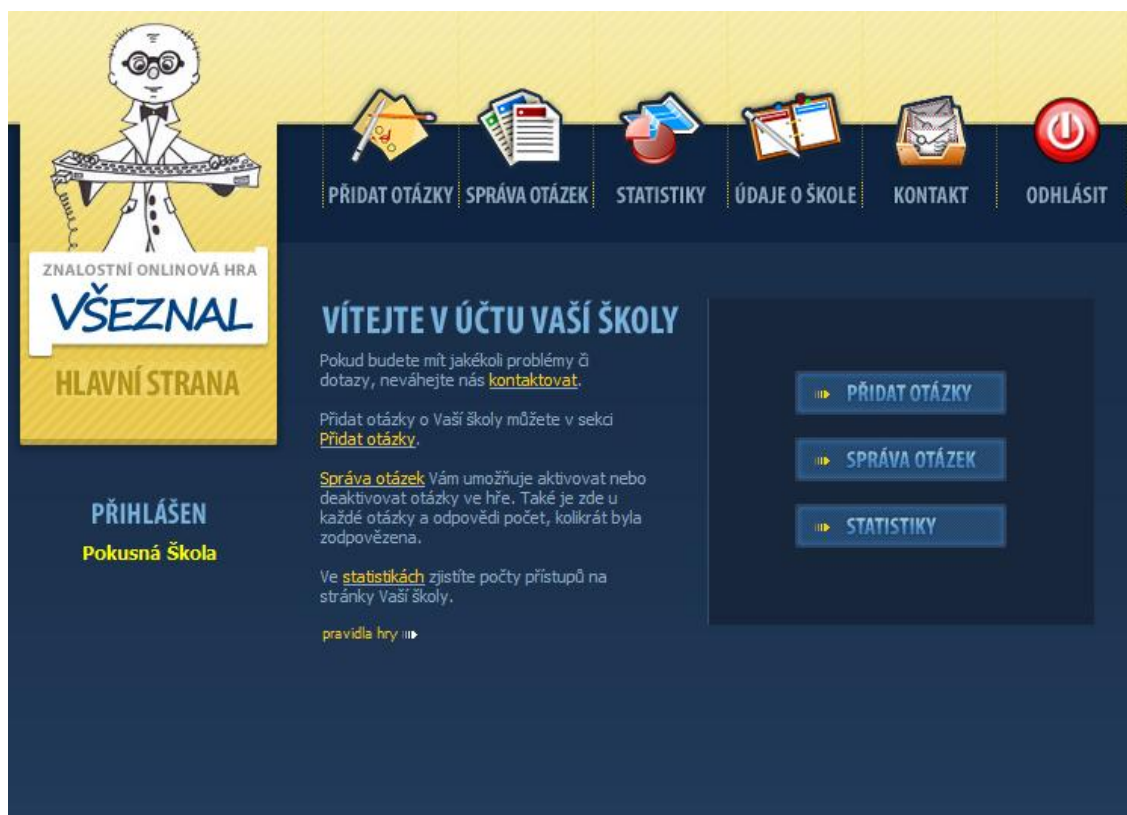 PŘIDAT OTÁZKY
SPRÁVA OTÁZEK
STATISTIKY
ÚDAJE O ŠKOLE
KONTAKT
ODHLÁSIT
ZNALOSTNÍ ONLINOVÁ HRA
VŠEZNAL
HLAVNÍ STRANA
PŘIHLÁŠEN
Pokusná Škola
VÍTEJTE V ÚČTU VAŠÍ ŠKOLY
Pokud budete mít jakékoli problémy či
dotazy, neváhejte nás kontaktovat.
Přidat otázky o Vaší školy můžete v sekci
Přidat otázky.
Správa otázek Vám umožňuje aktivovat nebo
deaktivovat otázky ve hře. Také je zde u
každé otázky a odpovědi počet, kolikrát byla
zodpovězena.
Ve statistikách zjistíte počty přístupů na
stránky Vaší školy.
pravidla hry
PŘIDAT OTÁZKY
SPRÁVA OTÁZEK
STATISTIKY